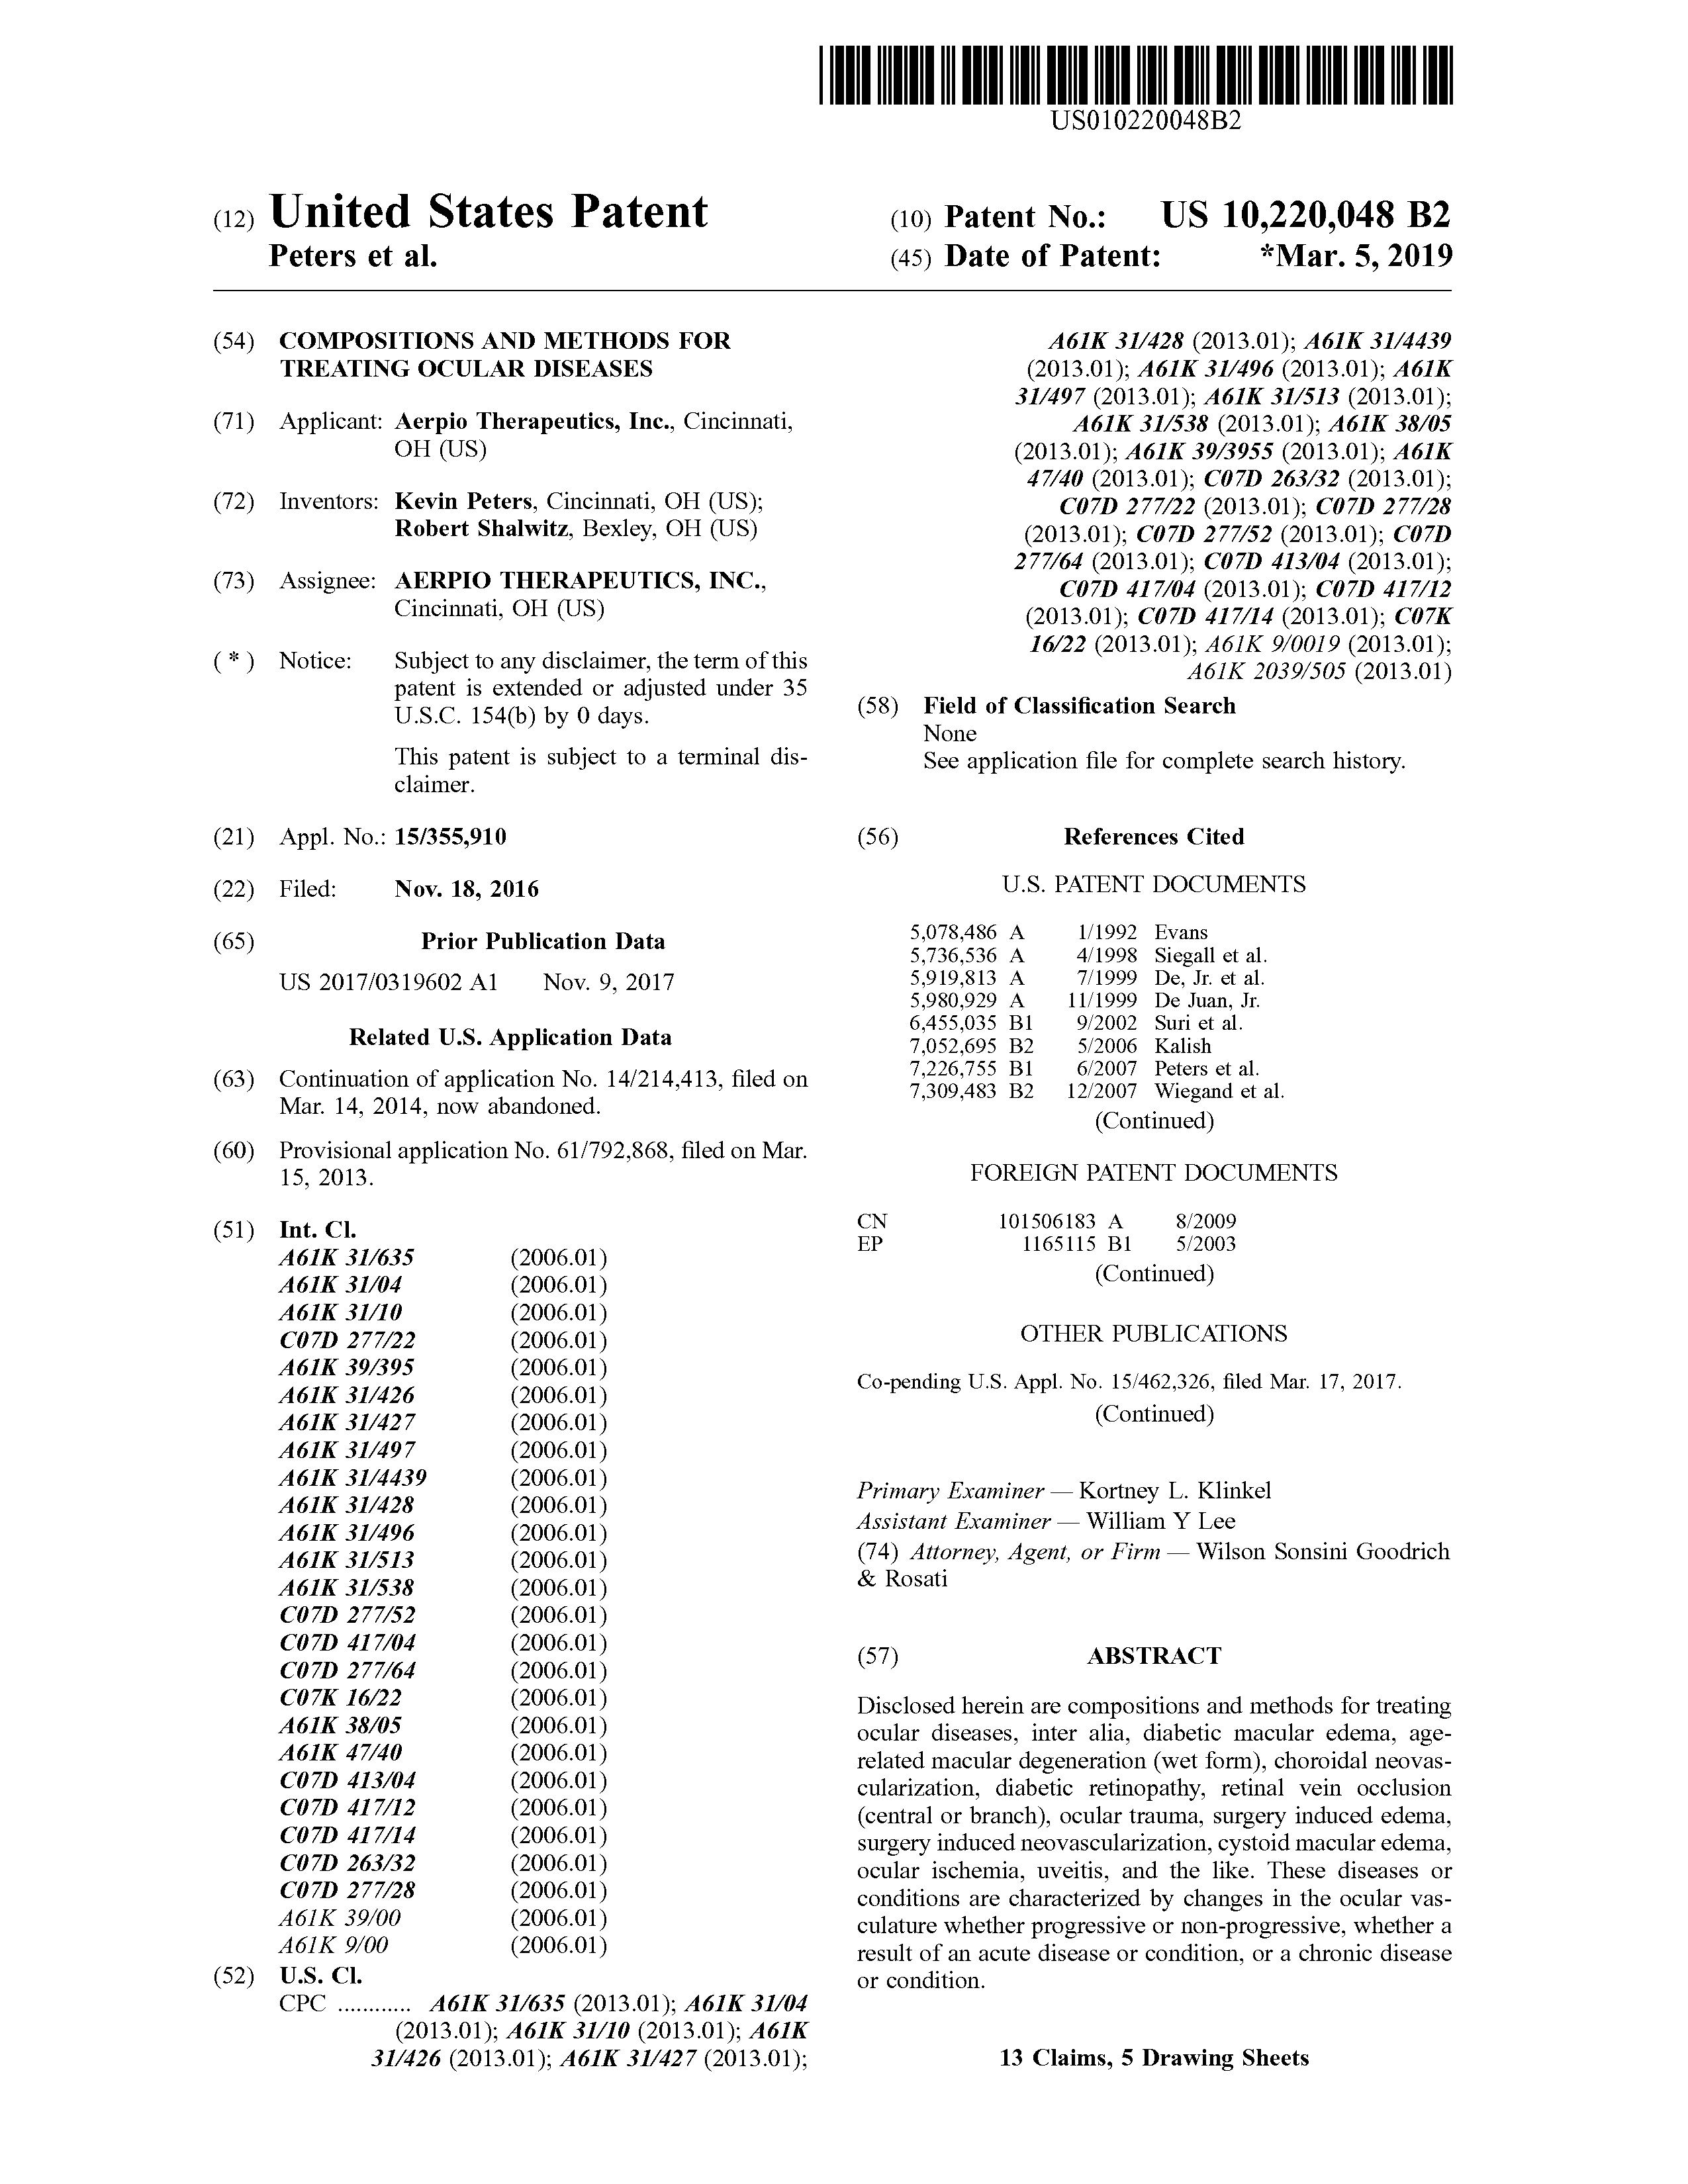 US010220048B2
(12) United States Patent
Peters et al.
(10) Patent No.: US 10,220,048 B2
(45) Date of Patent: *Mar. 5, 2019
(54) COMPOSITIONS AND METHODS FOR
TREATING OCULAR DISEASES
(71) Applicant: Aerpio Therapeutics, Inc., Cincinnati,
OH (US)
(72) Inventors: Kevin Peters, Cincinnati, OH (US);
Robert Shalwitz, Bexley, OH (US)
(73) Assignee: AERPIO THERAPEUTICS, INC.,
Cincinnati, OH (US)
( * ) Notice: Subject to any disclaimer, the term of this
patent is extended or adjusted under 35
U.S.C. 154(b) by 0 days.
This patent is subject to a terminal dis-
claimer.
(21) Appl. No.: 15/355,910
(22) Filed: Nov. 18, 2016
(65) Prior Publication Data
US 2017/0319602 A1 Nov. 9, 2017
Related U.S. Application Data
(63) Continuation of application No. 14/214,413, filed on
Mar. 14, 2014, now abandoned.
(60) Provisional application No. 61/792,868, filed on Mar.
15, 2013.
(51) Int. Cl.
A61K 31/635 (2006.01)
A61K 31/04 (2006.01)
A61K 31/10 (2006.01)
C07D 277/22 (2006.01)
A61K 39/395 (2006.01)
A61K 31/426 (2006.01)
A61K 31/427 (2006.01)
A61K 31/497 (2006.01)
A61K 31/4439 (2006.01)
A61K 31/428 (2006.01)
A61K 31/496 (2006.01)
A61K 31/513 (2006.01)
A61K 31/538 (2006.01)
C07D 277/52 (2006.01)
C07D 417/04 (2006.01)
C07D 277/64 (2006.01)
C07K 16/22 (2006.01)
A61K 38/05 (2006.01)
A61K 47/40 (2006.01)
C07D 413/04 (2006.01)
C07D 417/12 (2006.01)
C07D 417/14 (2006.01)
C07D 263/32 (2006.01)
C07D 277/28 (2006.01)
A61K 39/00 (2006.01)
A61K 9/00 (2006.01)
(52) U.S. Cl.
CPC ............ A61K 31/635 (2013.01); A61K 31/04
(2013.01); A61K 31/10 (2013.01); A61K
31/426 (2013.01); A61K 31/427 (2013.01);
A61K 31/428 (2013.01); A61K 31/4439
(2013.01); A61K 31/496 (2013.01); A61K
31/497 (2013.01); A61K 31/513 (2013.01);
A61K 31/538 (2013.01); A61K 38/05
(2013.01); A61K 39/3955 (2013.01); A61K
47/40 (2013.01); C07D 263/32 (2013.01);
C07D 277/22 (2013.01); C07D 277/28
(2013.01); C07D 277/52 (2013.01); C07D
277/64 (2013.01); C07D 413/04 (2013.01);
C07D 417/04 (2013.01); C07D 417/12
(2013.01); C07D 417/14 (2013.01); C07K
16/22 (2013.01); A61K 9/0019 (2013.01);
A61K 2039/505 (2013.01)
(58) Field of Classification Search
None
See application file for complete search history.
(56) References Cited
U.S. PATENT DOCUMENTS
5,078,486 A 1/1992 Evans
5,736,536 A 4/1998 Siegall et al.
5,919,813 A 7/1999 De, Jr. et al.
5,980,929 A 11/1999 De Juan, Jr.
6,455,035 B1 9/2002 Suri et al.
7,052,695 B2 5/2006 Kalish
7,226,755 B1 6/2007 Peters et al.
7,309,483 B2 12/2007 Wiegand et al.
(Continued)
FOREIGN PATENT DOCUMENTS
CN 101506183 A 8/2009
EP 1165115 B1 5/2003
(Continued)
OTHER PUBLICATIONS
Co-pending U.S. Appl. No. 15/462,326, filed Mar. 17, 2017.
(Continued)
Primary Examiner — Kortney L. Klinkel
Assistant Examiner — William Y Lee
(74) Attorney, Agent, or Firm — Wilson Sonsini Goodrich
& Rosati
(57) ABSTRACT
Disclosed herein are compositions and methods for treating
ocular diseases, inter alia, diabetic macular edema, age-
related macular degeneration (wet form), choroidal neovas-
cularization, diabetic retinopathy, retinal vein occlusion
(central or branch), ocular trauma, surgery induced edema,
surgery induced neovascularization, cystoid macular edema,
ocular ischemia, uveitis, and the like. These diseases or
conditions are characterized by changes in the ocular vas-
culature whether progressive or non-progressive, whether a
result of an acute disease or condition, or a chronic disease
or condition.
13 Claims, 5 Drawing Sheets